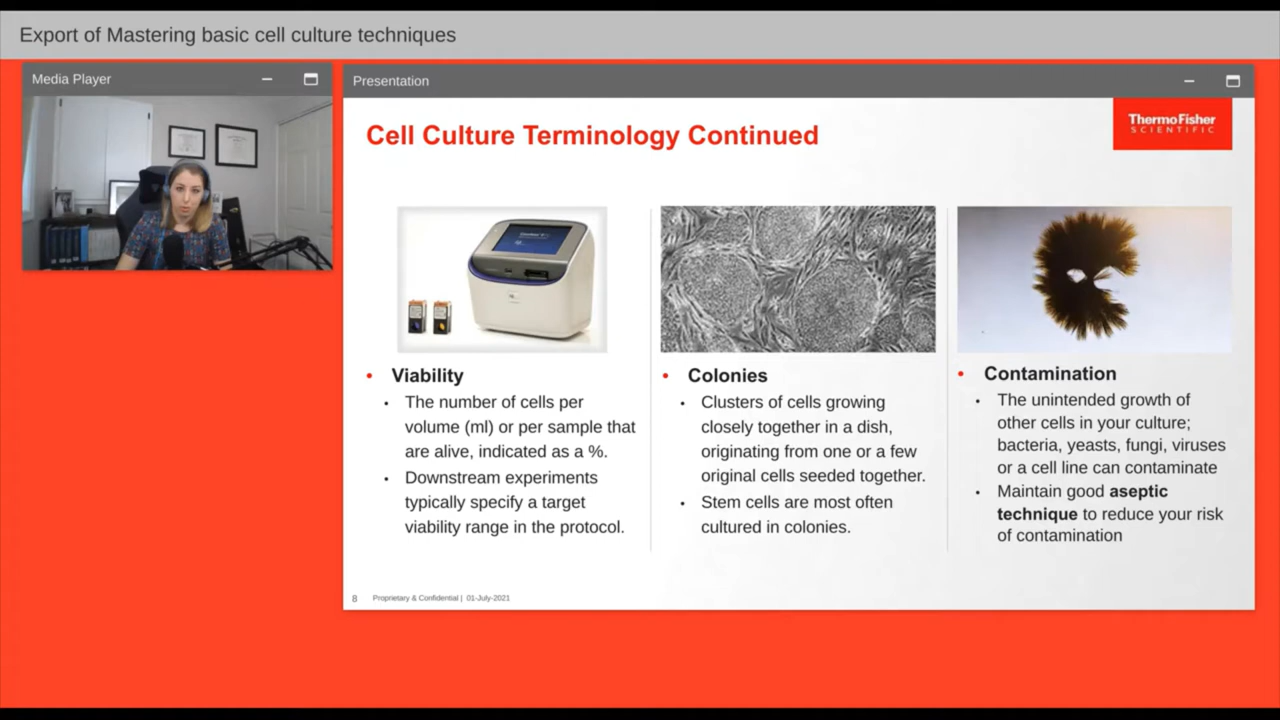 Export of Mastering basic cell culture techniques
Media Player
Presentation
Cell Culture Terminology Continued
ThermoFisher
SCIENTIFIC
• Viability
• The number of cells per
volume (ml) or per sample that
are alive, indicated as a %.
• Downstream experiments
typically specify a target
viability range in the protocol.
• Colonies
• Clusters of cells growing
closely together in a dish,
originating from one or a few
original cells seeded together.
• Stem cells are most often
cultured in colonies.
• Contamination
• The unintended growth of
other cells in your culture;
bacteria, yeasts, fungi, viruses
or a cell line can contaminate
• Maintain good aseptic
technique to reduce your risk
of contamination
8 Proprietary & Confidential | 01-July-2021